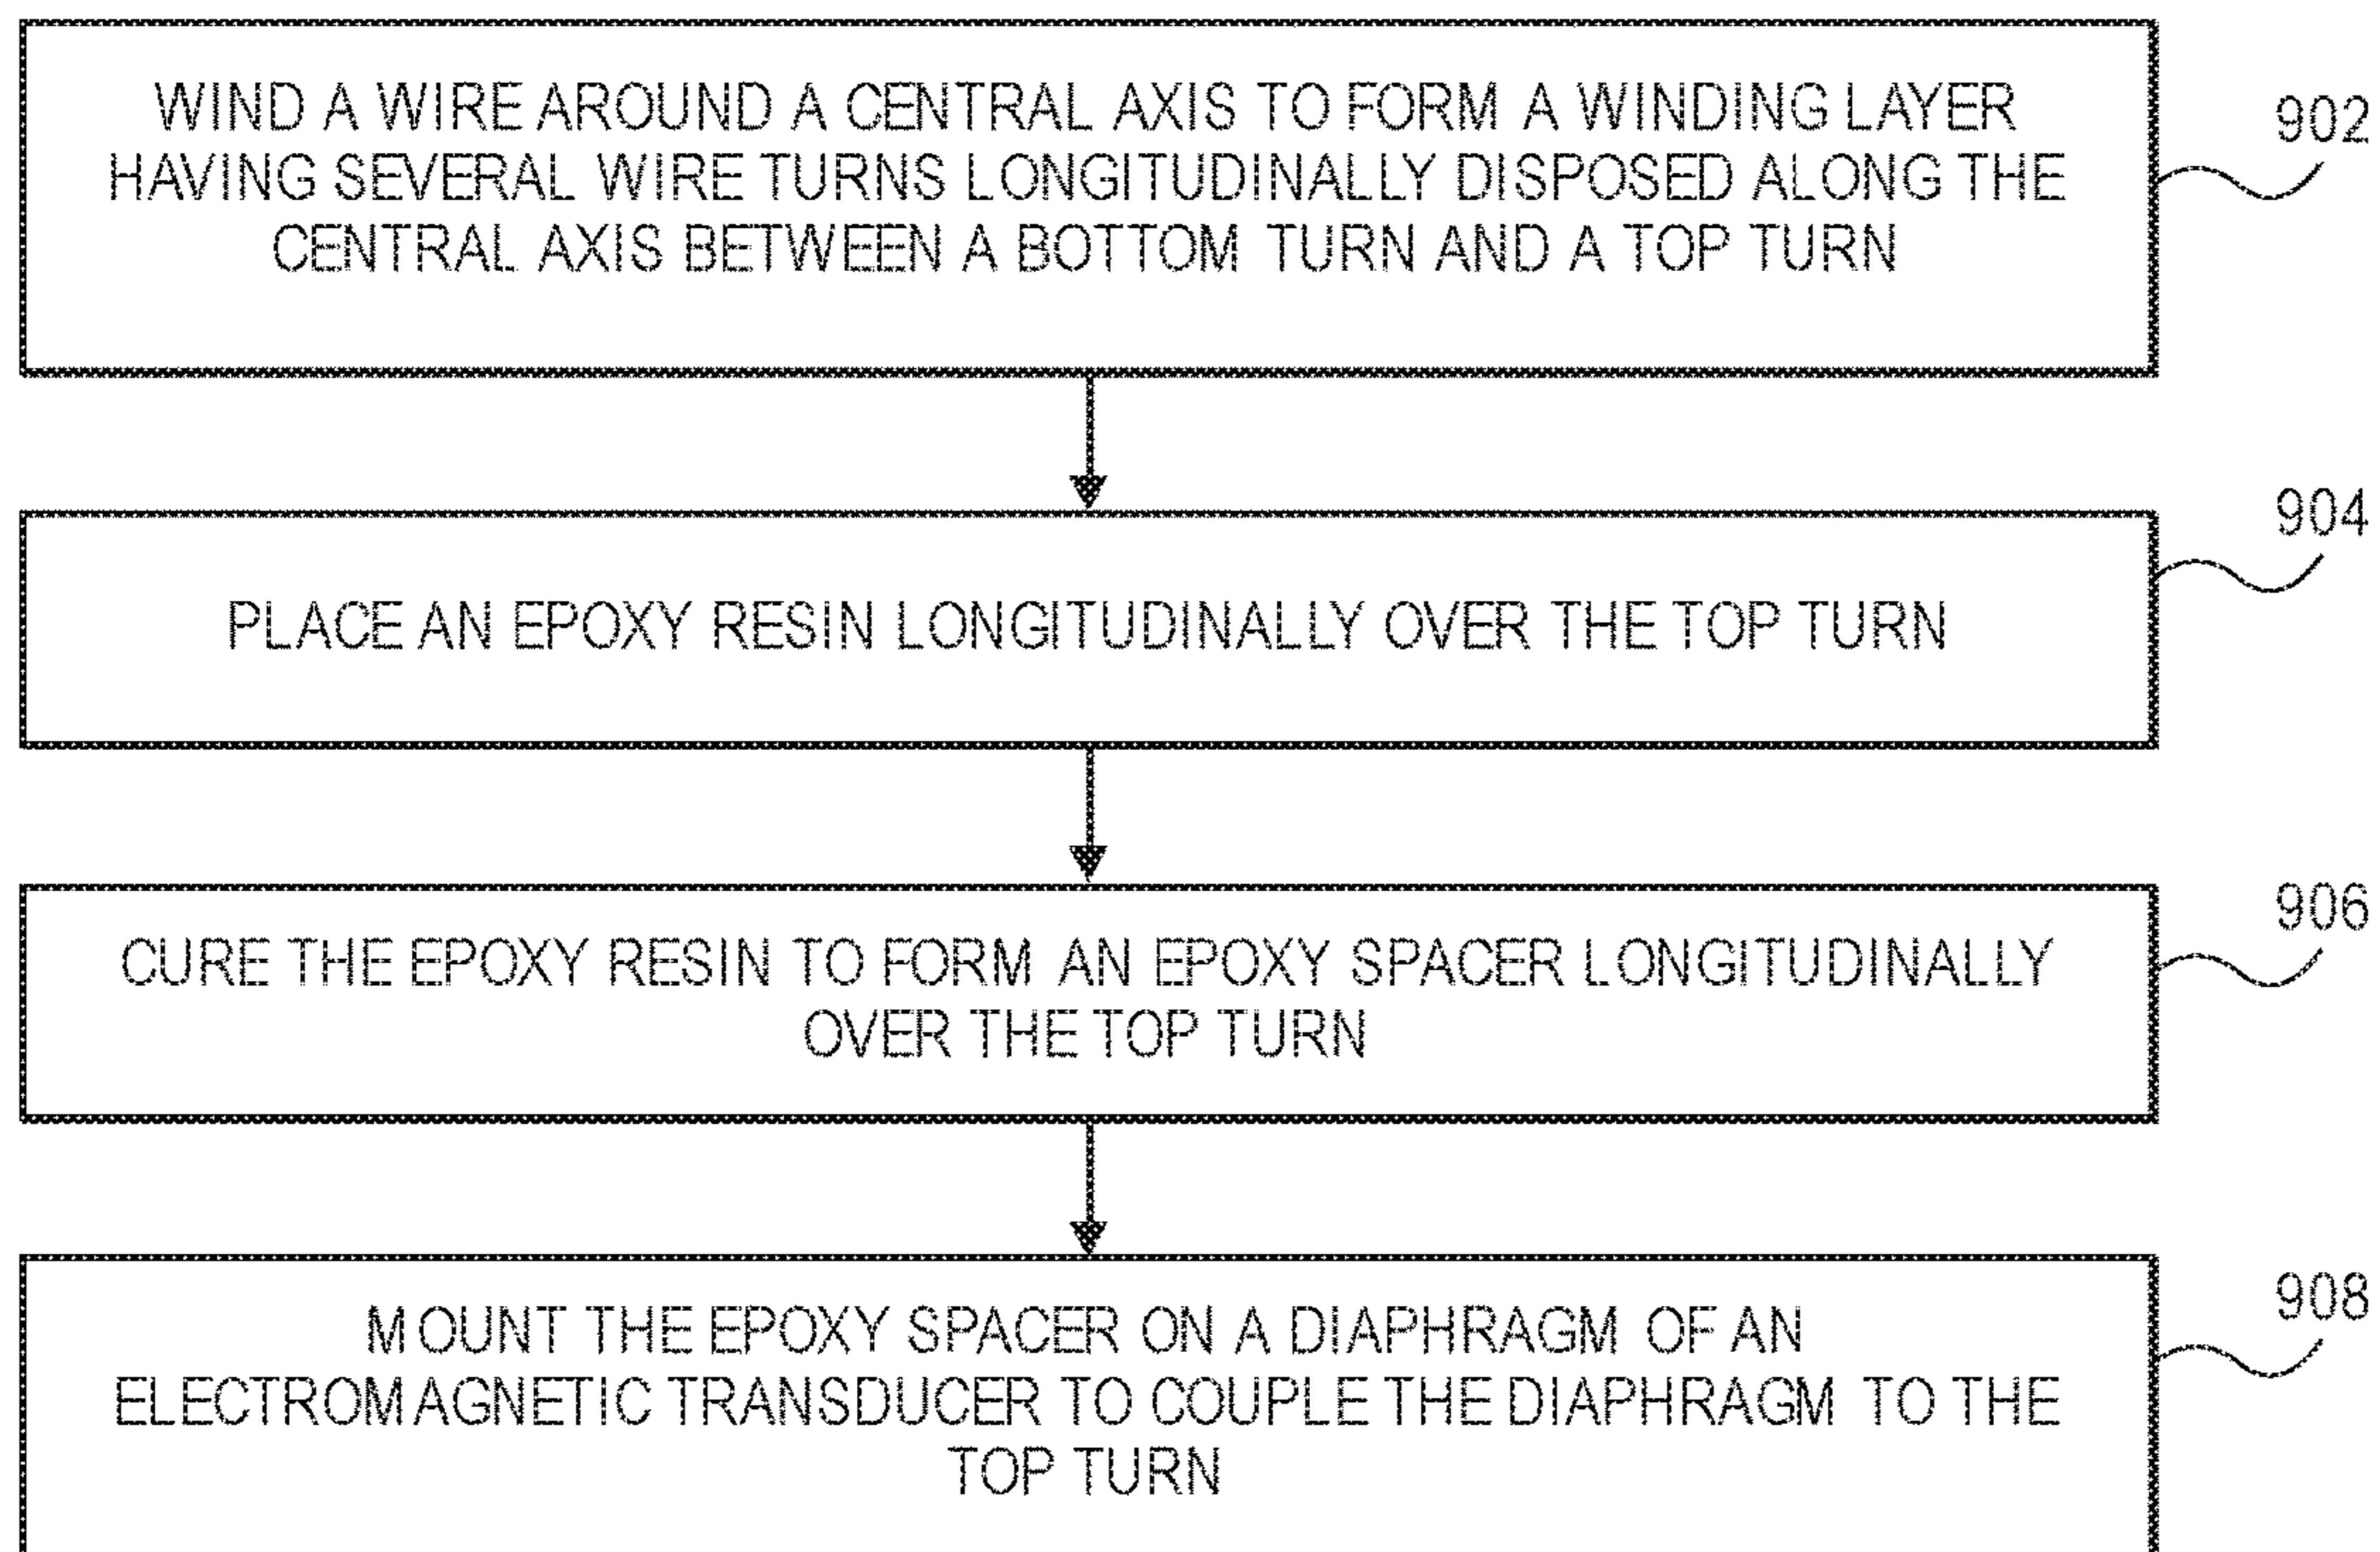 WIND A WIRE AROUND A CENTRAL AXIS TO FORM A WINDING LAYER
HAVING SEVERAL WIRE TURNS LONGITUDINALLY DISPOSED ALONG THE
CENTRAL AXIS BETWEEN A BOTTOM TURN AND A TOP TURN
902
PLACE AN EPOXY RESIN LONGITUDINALLY OVER THE TOP TURN
904
CURE THE EPOXY RESIN TO FORM AN EPOXY SPACER LONGITUDINALLY
OVER THE TOP TURN
906
MOUNT THE EPOXY SPACER ON A DIAPHRAGM OF AN
ELECTROMAGNETIC TRANSDUCER TO COUPLE THE DIAPHRAGM TO THE
TOP TURN
908